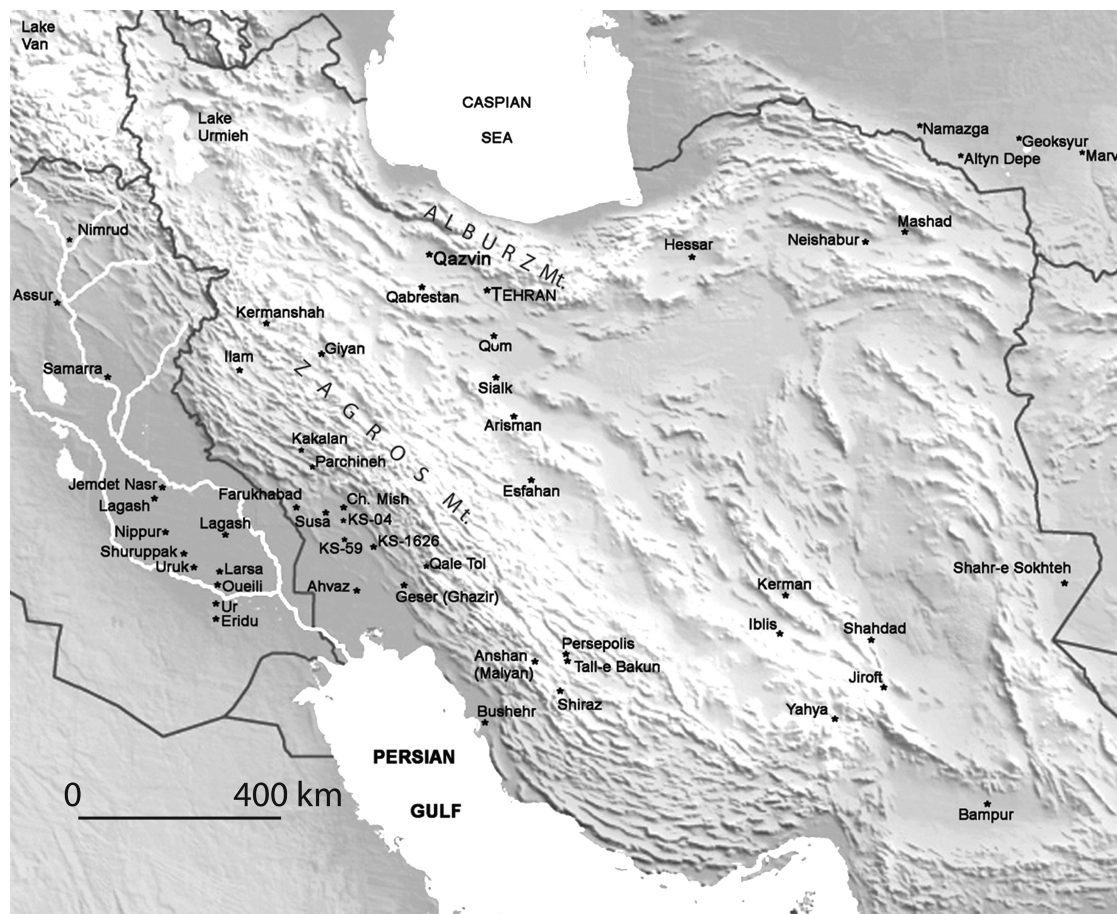 Lake
Van
CASPIAN
SEA
Lake
Urmieh
Namazga
Geoksyur
Altyn Depe
Marv
ALBURZ Mt.
Nimrud
Mashad
Neishabur
Hessar
Qazvin
Assur
Qabrestan
TEHRAN
Kermanshah
Qom
Giyan
Ilam
Samarra
Sialk
ZAGROS Mt.
Arisman
Kakalan
Parchineh
Jemdet Nasr
Esfahan
Farukhabad
Ch. Mish
Lagash
Susa
KS-04
Lagash
Nippur
KS-59
KS-1626
Shuruppak
Qale Tol
Uruk
Larsa
Shahr-e Sokhteh
Oueili
Ahvaz
Geser (Ghazir)
Kerman
Ur
Eridu
Iblis
Shahdad
Persepolis
Anshan
(Malyan)
Tall-e Bakun
Jiroft
Shiraz
Bushehr
Yahya
PERSIAN
GULF
0 400 km
Bampur